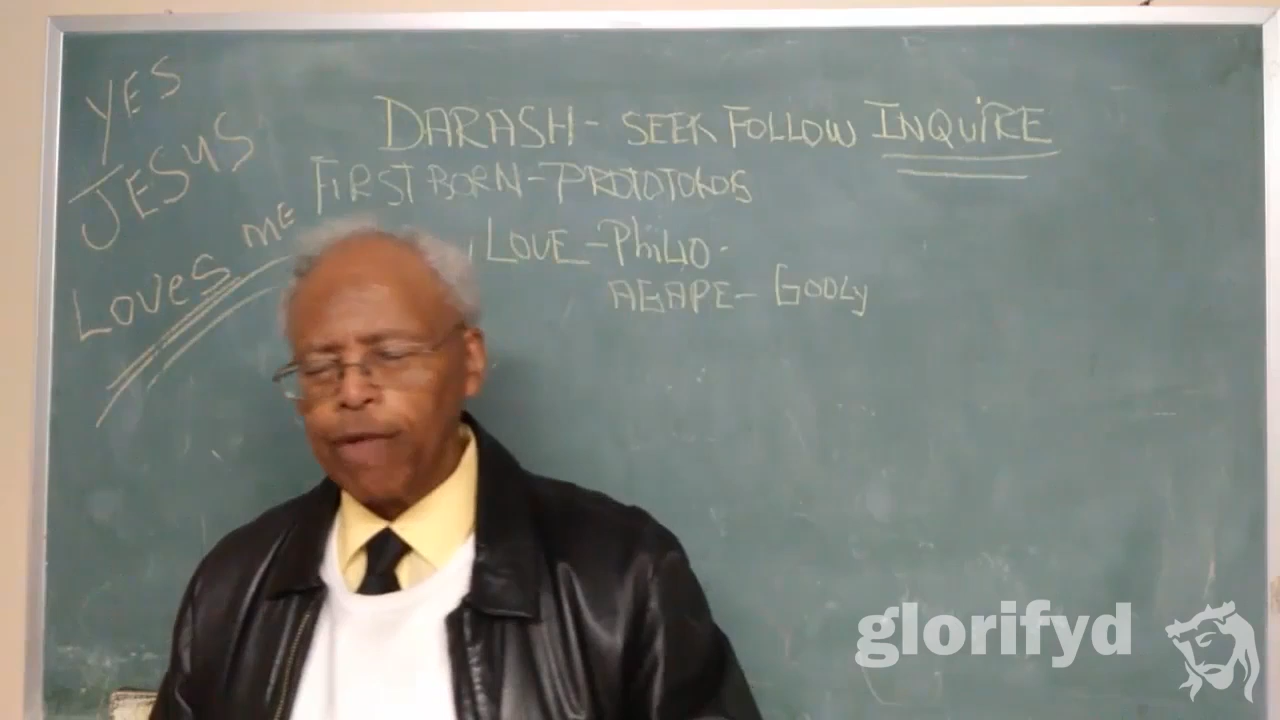 YES
JESUS
LOVES ME
DARASH - SEEK FOLLOW INQUIRE
FIRST BORN - PROTOTOKOS
LOVE - PHILIO -
AGAPE - GODLY
glorifyd